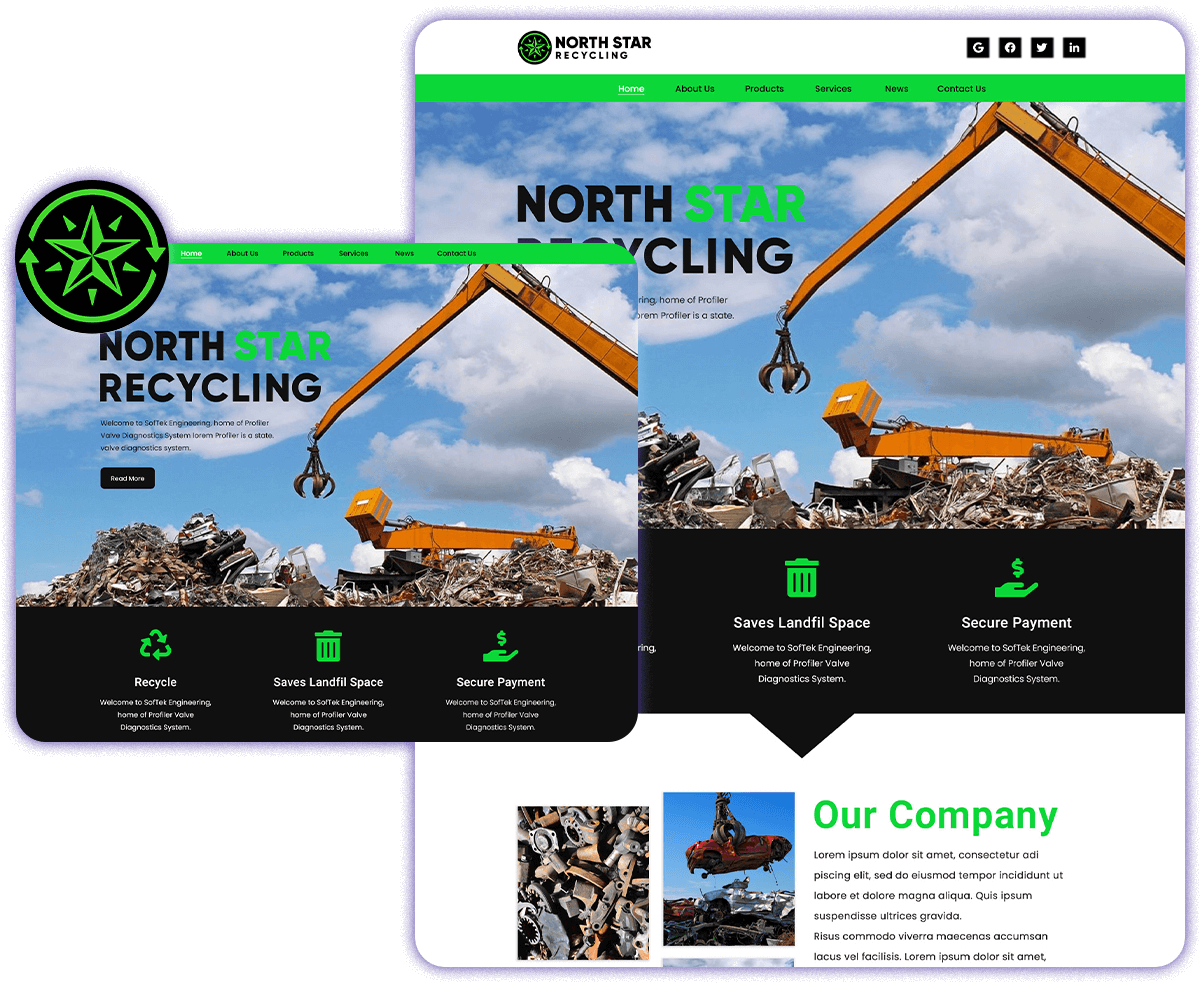 NORTH STAR
RECYCLING
Home About Us Products Services News Contact Us
NORTH STAR
RECYCLING
ring, home of Profiler
orem Profiler is a state.
Saves Landfil Space
Welcome to SofTek Engineering,
home of Profiler Valve
Diagnostics System.
Secure Payment
Welcome to SofTek Engineering,
home of Profiler Valve
Diagnostics System.
ring,
Our Company
Lorem ipsum dolor sit amet, consectetur adi
piscing elit, sed do eiusmod tempor incididunt ut
labore et dolore magna aliqua. Quis ipsum
suspendisse ultrices gravida.
Risus commodo viverra maecenas accumsan
lacus vel facilisis. Lorem ipsum dolor sit amet,
Home About Us Products Services News Contact Us
NORTH STAR
RECYCLING
Welcome to SofTek Engineering, home of Profiler
Valve Diagnostics System lorem Profiler is a state.
valve diagnostics system.
Read More
Recycle
Welcome to SofTek Engineering,
home of Profiler Valve
Diagnostics System.
Saves Landfil Space
Welcome to SofTek Engineering,
home of Profiler Valve
Diagnostics System.
Secure Payment
Welcome to SofTek Engineering,
home of Profiler Valve
Diagnostics System.